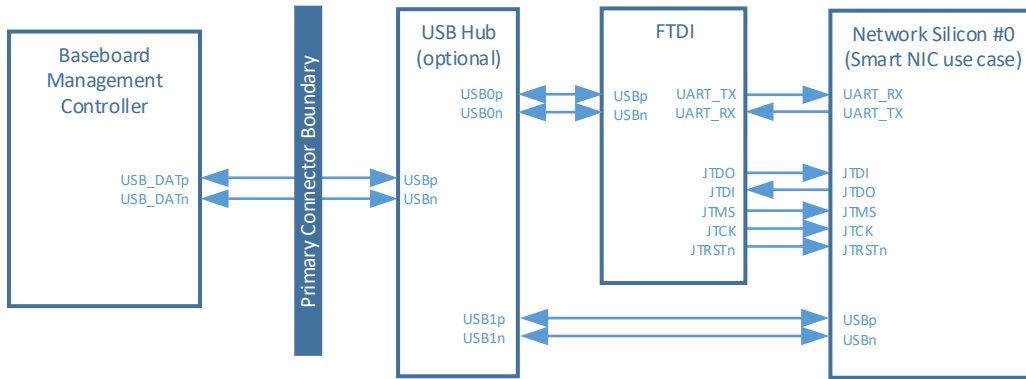 Baseboard
Management
Controller
USB_DATp
USB_DATn
Primary Connector Boundary
USB Hub
(optional)
USB0p
USB0n
USBp
USBn
USB1p
USB1n
FTDI
USBp
USBn
UART_TX
UART_RX
JTDO
JTDI
JTMS
JTCK
JTRSTn
Network Silicon #0
(Smart NIC use case)
UART_RX
UART_TX
JTDI
JTDO
JTMS
JTCK
JTRSTn
USBp
USBn